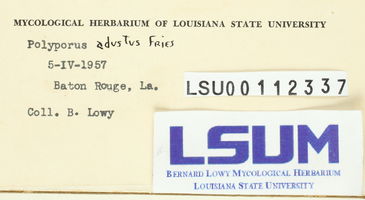 MYCOLOGICAL HERBARIUM OF LOUISIANA STATE UNIVERSITY
Polyporus adustus Fries
5-IV-1957
Baton Rouge, La.
LSU00112337
Coll. B. Lowy
LSUM
BERNARD LOWY MYCOLOGICAL HERBARIUM
LOUISIANA STATE UNIVERSITY